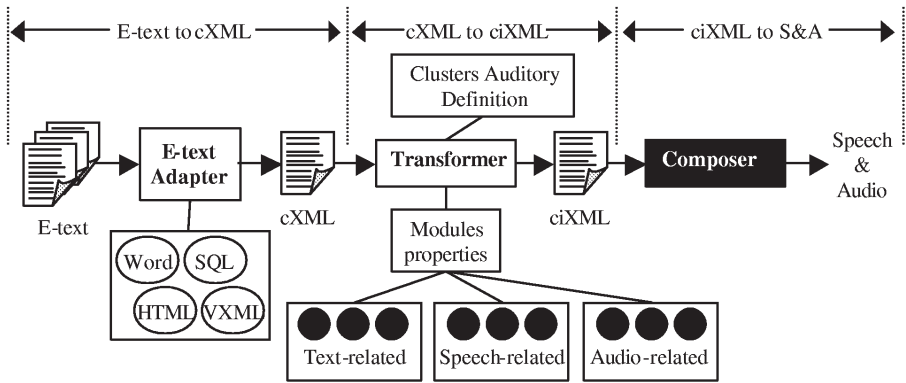 E-text to cXML
cXML to ciXML
ciXML to S&A
Clusters Auditory
Definition
E-text
Adapter
Transformer
Composer
Speech
&
Audio
E-text
cXML
ciXML
Modules
properties
Word
SQL
HTML
VXML
Text-related
Speech-related
Audio-related